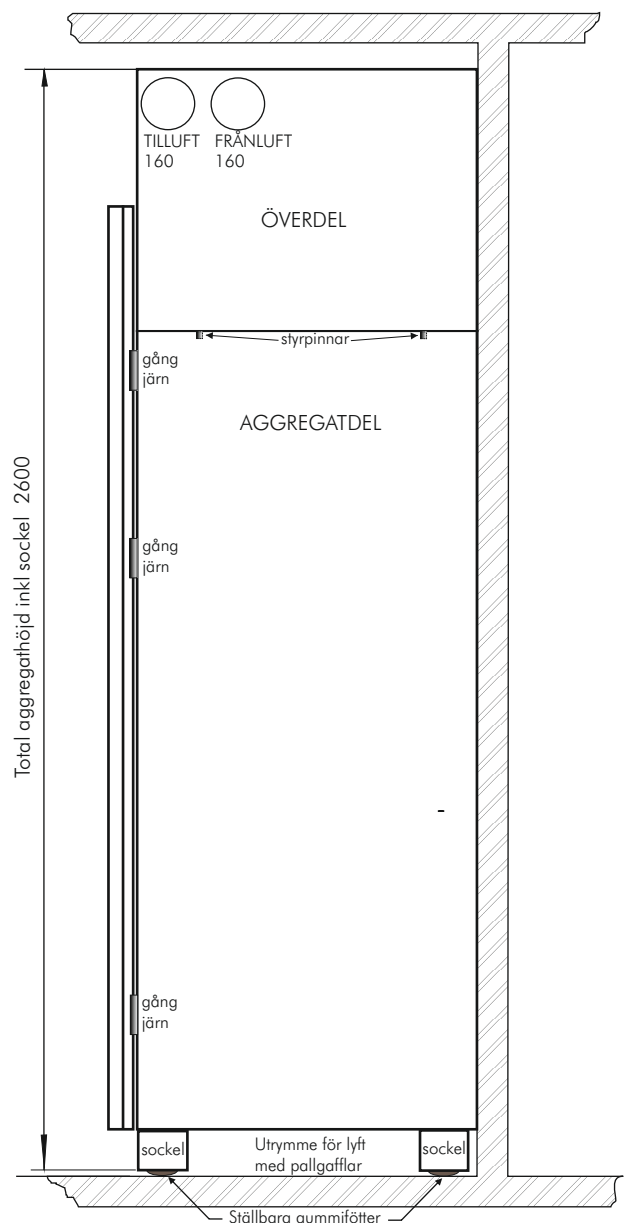 TILLUFT
160
FRÅNLUFT
160
ÖVERDEL
styrpinnar
gång
järn
AGGREGATDEL
Total aggregathöjd inkl sockel 2600
gång
järn
gång
järn
sockel
Utrymme för lyft
med pallgafflar
sockel
Ställbara gummifötter